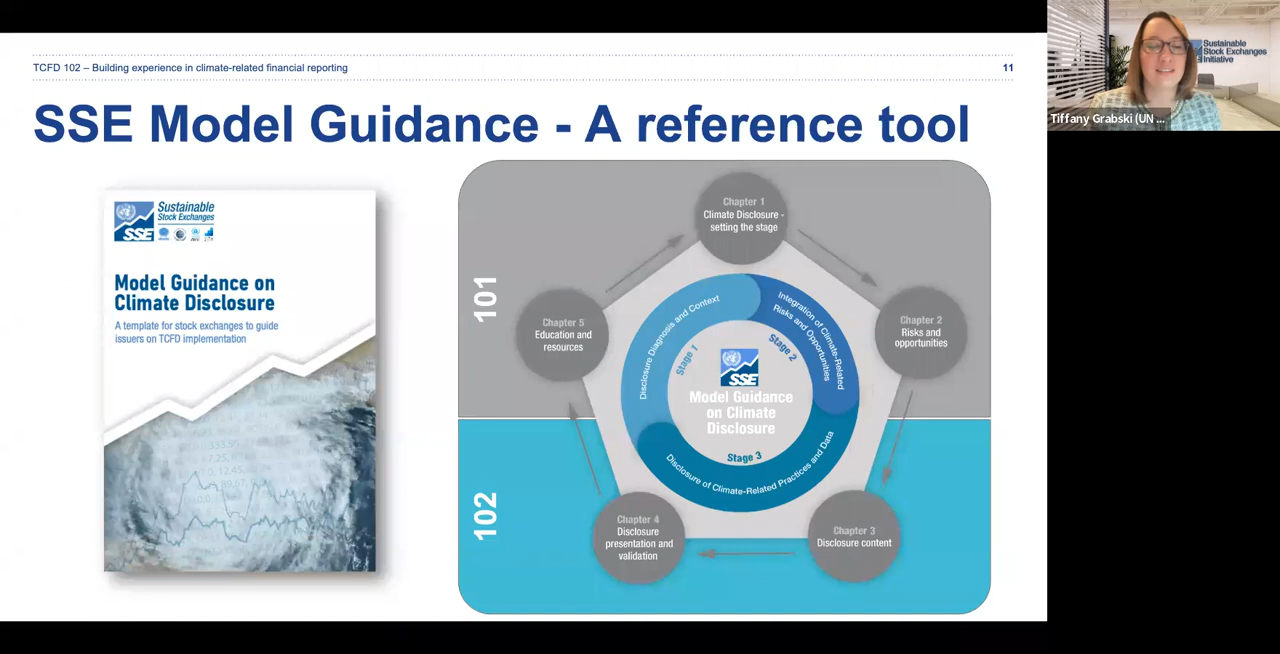 TCFD 102 – Building experience in climate-related financial reporting
11
SSE Model Guidance - A reference tool
SSE
Sustainable
Stock Exchanges
Model Guidance on
Climate Disclosure
A template for stock exchanges to guide
issuers on TCFD implementation
101
102
Chapter 1
Climate Disclosure -
setting the stage
Chapter 2
Risks and
opportunities
Chapter 3
Disclosure content
Chapter 4
Disclosure
presentation and
validation
Chapter 5
Education and
resources
Disclosure Diagnosis and Context
Stage 1
Integration of Climate-Related
Risks and Opportunities
Stage 2
Disclosure of Climate-Related Practices and Data
Stage 3
SSE
Model Guidance
on Climate
Disclosure
Sustainable
Stock Exchanges
Initiative
Tiffany Grabski (UN ...